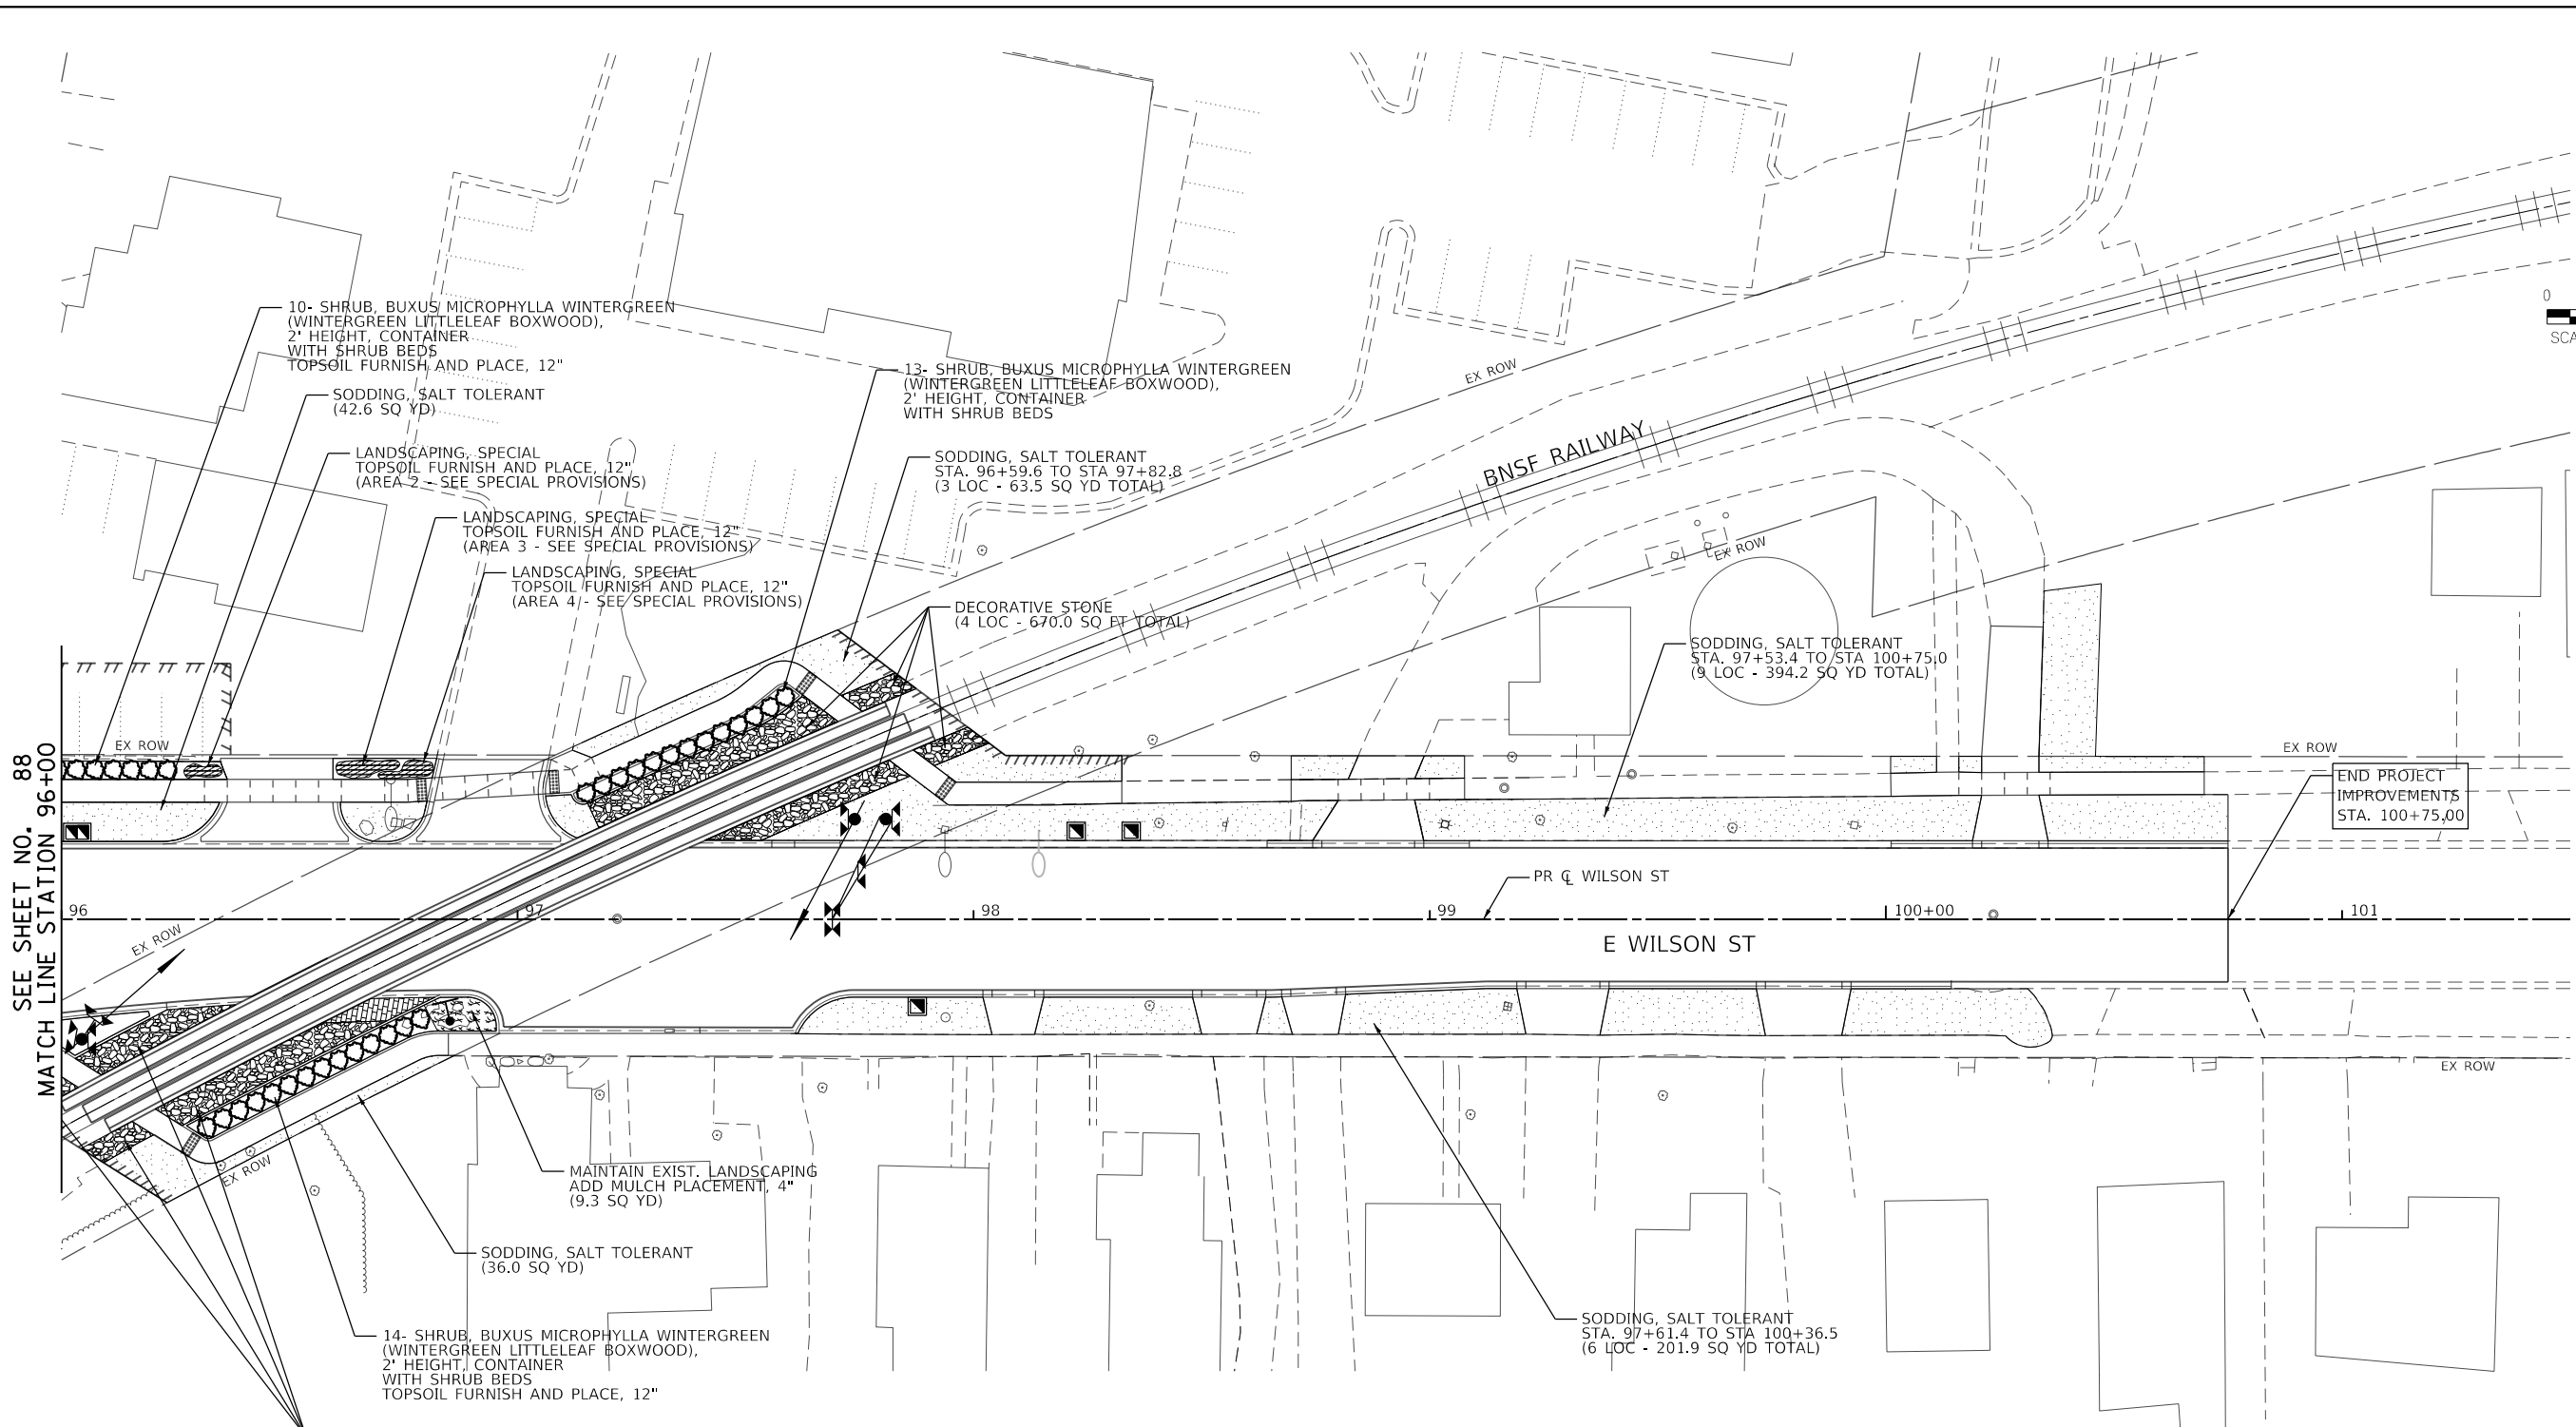 10- SHRUB, BUXUS MICROPHYLLA WINTERGREEN
(WINTERGREEN LITTLELEAF BOXWOOD),
2' HEIGHT, CONTAINER
WITH SHRUB BEDS
TOPSOIL FURNISH AND PLACE, 12"
SODDING, SALT TOLERANT
(42.6 SQ YD)
LANDSCAPING, SPECIAL
TOPSOIL FURNISH AND PLACE, 12"
(AREA 2 - SEE SPECIAL PROVISIONS)
LANDSCAPING, SPECIAL
TOPSOIL FURNISH AND PLACE, 12"
(AREA 3 - SEE SPECIAL PROVISIONS)
LANDSCAPING, SPECIAL
TOPSOIL FURNISH AND PLACE, 12"
(AREA 4 - SEE SPECIAL PROVISIONS)
13- SHRUB, BUXUS MICROPHYLLA WINTERGREEN
(WINTERGREEN LITTLELEAF BOXWOOD),
2' HEIGHT, CONTAINER
WITH SHRUB BEDS
SODDING, SALT TOLERANT
STA. 96+59.6 TO STA 97+82.8
(3 LOC - 63.5 SQ YD TOTAL)
DECORATIVE STONE
(4 LOC - 670.0 SQ FT TOTAL)
EX ROW
BNSF RAILWAY
EX ROW
0
SCA
SODDING, SALT TOLERANT
STA. 97+53.4 TO STA 100+75.0
(9 LOC - 394.2 SQ YD TOTAL)
EX ROW
EX ROW
END PROJECT
IMPROVEMENTS
STA. 100+75.00
SEE SHEET NO. 88
MATCH LINE STATION 96+00
PR CL WILSON ST
96
97
98
99
100+00
101
E WILSON ST
EX ROW
EX ROW
EX ROW
MAINTAIN EXIST. LANDSCAPING
ADD MULCH PLACEMENT, 4"
(9.3 SQ YD)
SODDING, SALT TOLERANT
(36.0 SQ YD)
14- SHRUB, BUXUS MICROPHYLLA WINTERGREEN
(WINTERGREEN LITTLELEAF BOXWOOD),
2' HEIGHT, CONTAINER
WITH SHRUB BEDS
TOPSOIL FURNISH AND PLACE, 12"
SODDING, SALT TOLERANT
STA. 97+61.4 TO STA 100+36.5
(6 LOC - 201.9 SQ YD TOTAL)